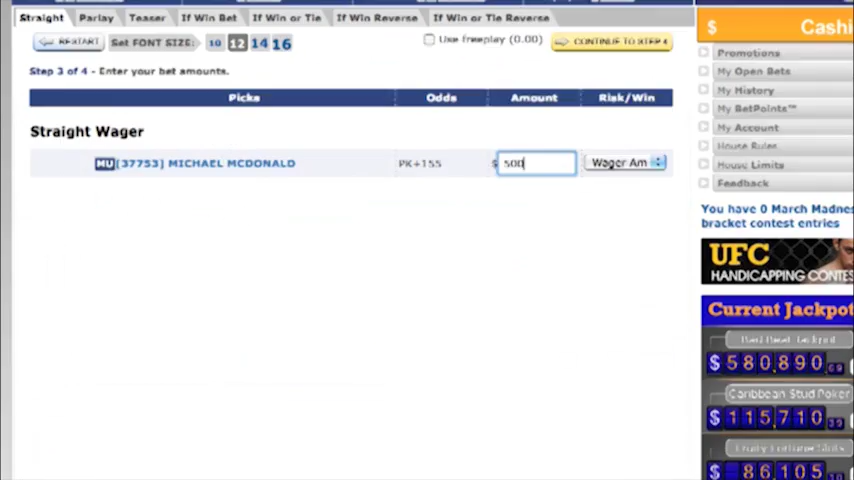 Straight Parlay Teaser If Win Bet If Win or Tie If Win Reverse If Win or Tie Reverse
RESTART Set FONT SIZE: 10 12 14 16 Use freeplay (0.00) CONTINUE TO STEP 4
Step 3 of 4 - Enter your bet amounts.
Picks Odds Amount Risk/Win
Straight Wager
MU [37753] MICHAEL MCDONALD PK+155 $ 500 Wager Am
$ Cashi
Promotions
My Open Bets
My History
My BetPoints™
My Account
House Rules
House Limits
Feedback
You have 0 March Madnes
bracket contest entries
UFC
HANDICAPPING CONTES
Current Jackpot
$580,890
Caribbean Stud Poker
$115,710
$ 86105